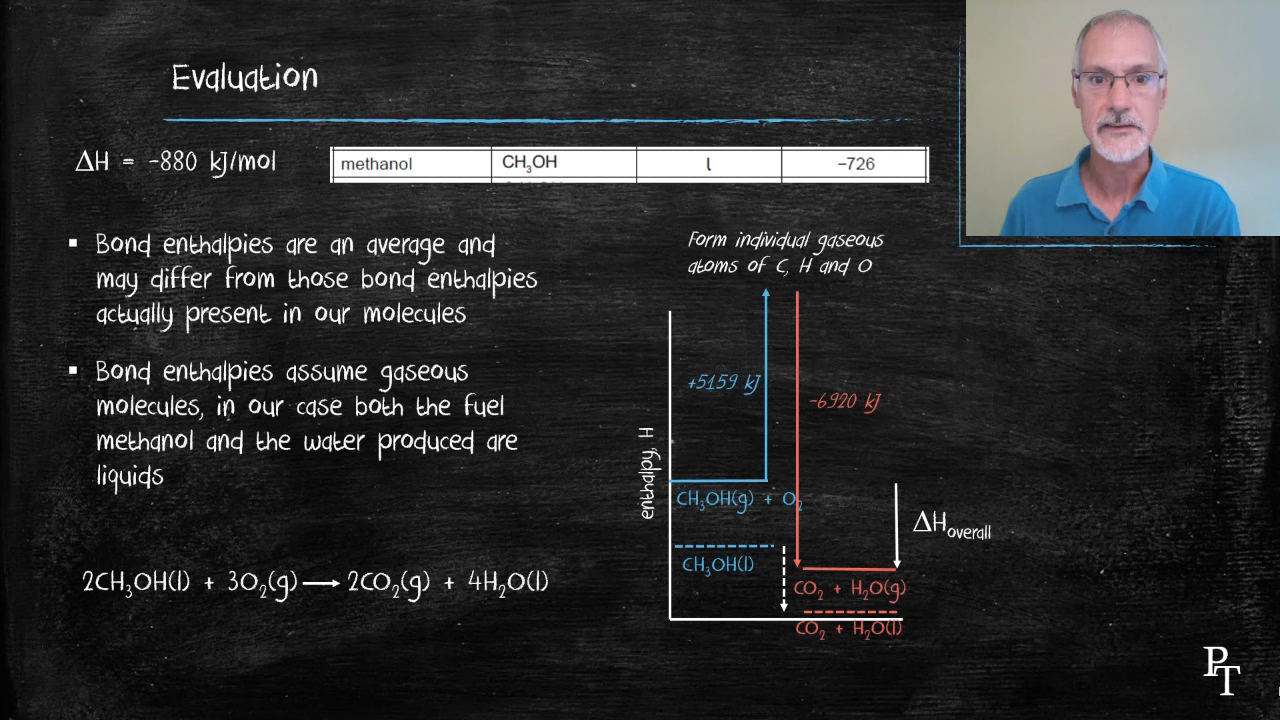 Evaluation
ΔH = -880 kJ/mol
methanol CH₃OH l –726
▪ Bond enthalpies are an average and
may differ from those bond enthalpies
actually present in our molecules
▪ Bond enthalpies assume gaseous
molecules, in our case both the fuel
methanol and the water produced are
liquids
2CH₃OH(l) + 3O₂(g) ⟶ 2CO₂(g) + 4H₂O(l)
Form individual gaseous
atoms of C, H and O
+5159 kJ
-6920 kJ
enthalpy, H
CH₃OH(g) + O₂
ΔHoverall
CH₃OH(l)
CO₂ + H₂O(g)
CO₂ + H₂O(l)
PT